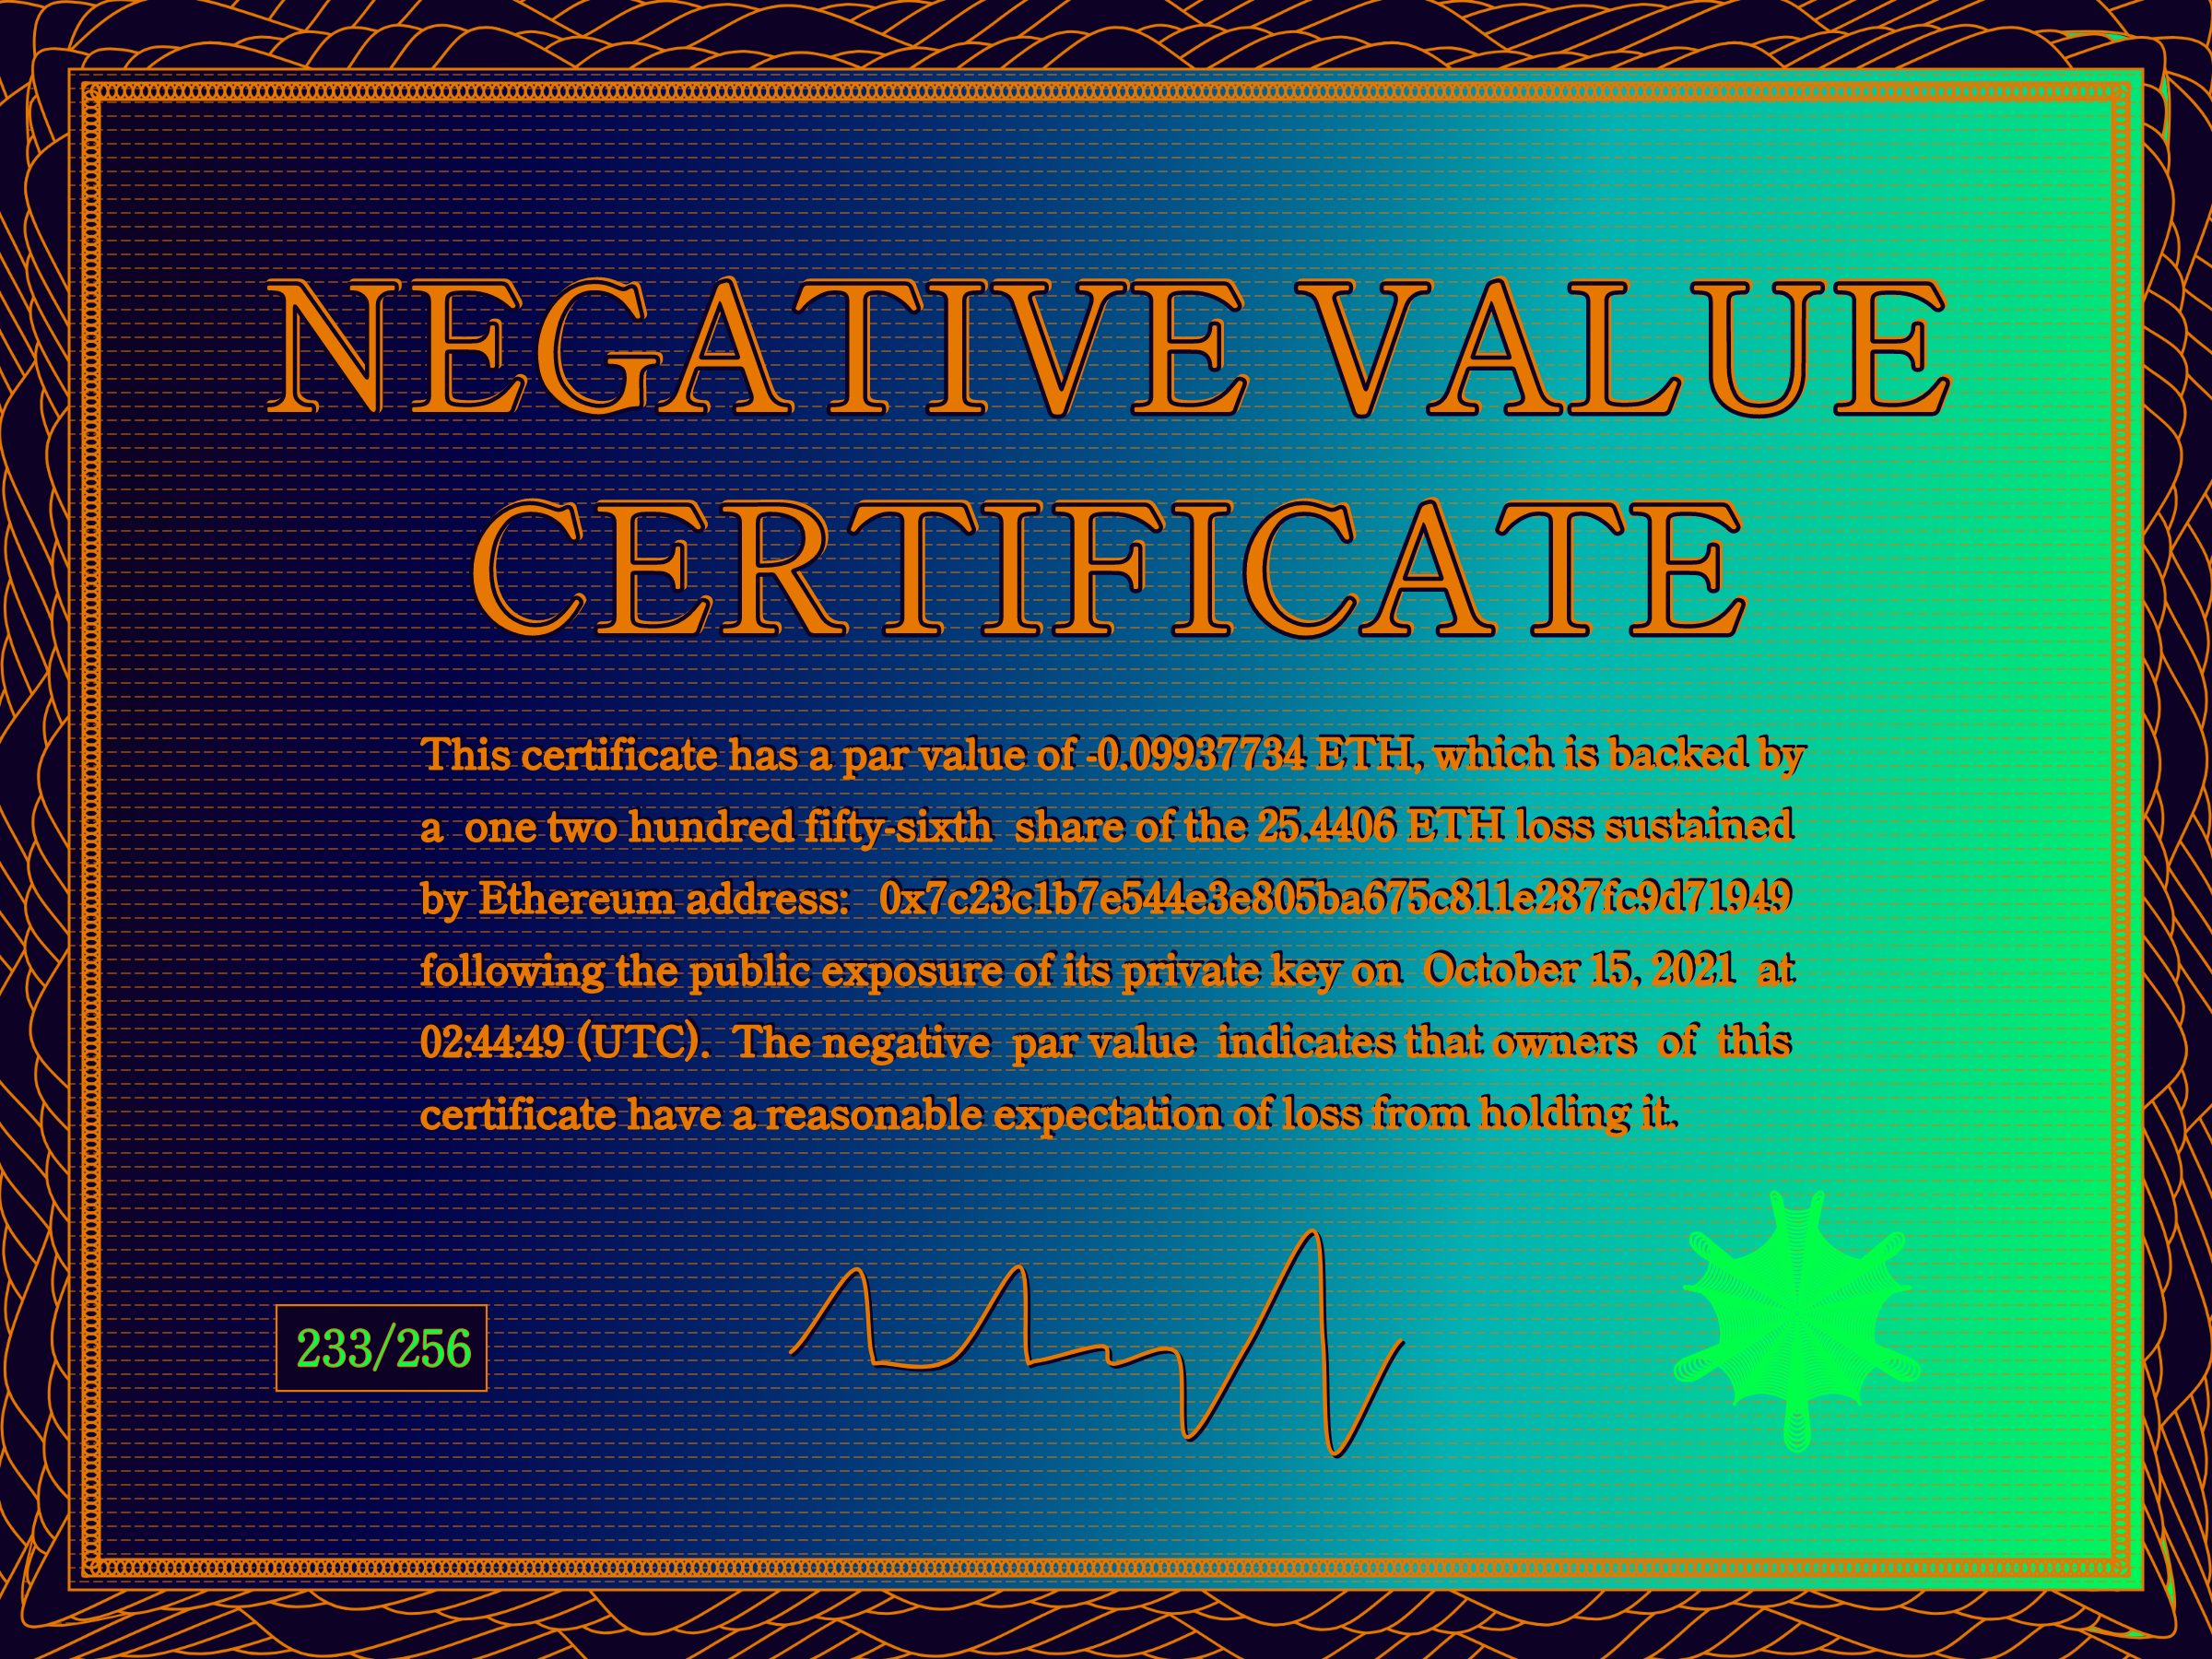 NEGATIVE VALUE
CERTIFICATE
This certificate has a par value of -0.09937734 ETH, which is backed by
a one two hundred fifty-sixth share of the 25.4406 ETH loss sustained
by Ethereum address: 0x7c23c1b7e544e3e805ba675c811e287fc9d71949
following the public exposure of its private key on October 15, 2021 at
02:44:49 (UTC). The negative par value indicates that owners of this
certificate have a reasonable expectation of loss from holding it.
233/256